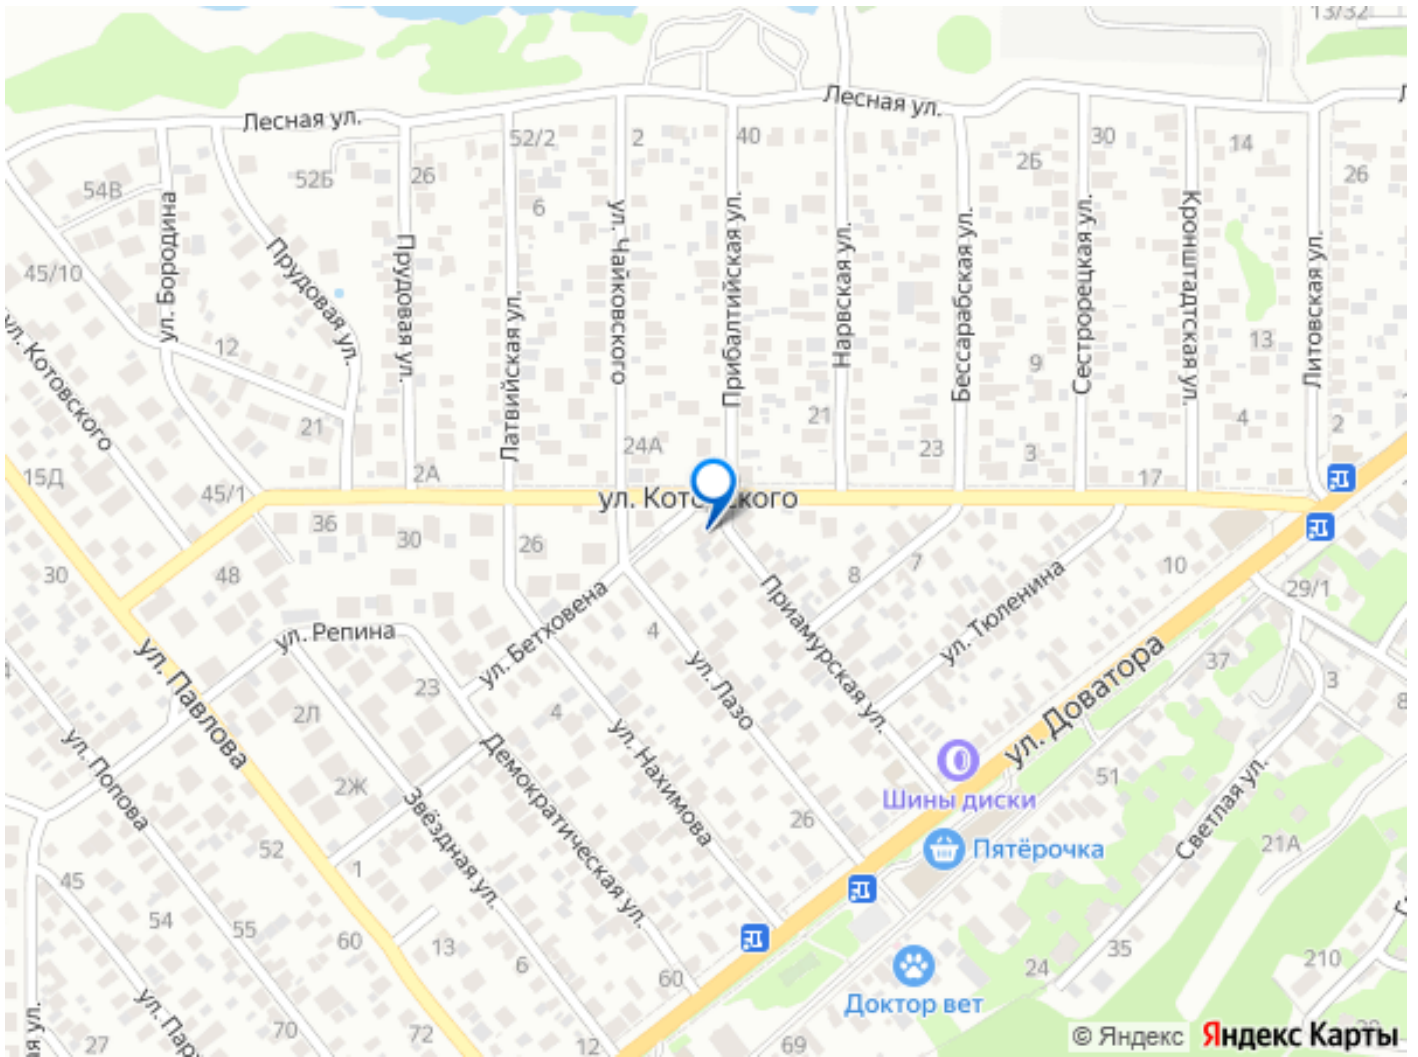 13/32
Лесная ул.
Лесная ул.
52/2
2
40
30
14
26
54В
52Б
26
6
2Б
ул. Бородина
Прудовая ул.
Прудовая ул.
Латвийская ул.
ул. Чайковского
Прибалтийская ул.
Нарвская ул.
Бессарабская ул.
Сестрорецкая ул.
Кронштадтская ул.
Литовская ул.
45/10
ул. Котовского
12
21
9
13
21
4
2
24А
23
3
17
2А
15Д
45/1
ул. Котовского
36
30
26
48
30
8
7
10
29/1
ул. Репина
ул. Бетховена
4
Приамурская ул.
ул. Тюленина
37
3
8
ул. Павлова
23
2Л
4
ул. Лазо
ул. Доватора
ул. Попова
2Ж
ул. Нахимова
Демократическая ул.
Звёздная ул.
Шины диски
51
Светлая ул.
26
Пятёрочка
21А
52
1
45
54
55
60
13
6
60
Доктор вет
24
35
210
27
70
72
12
69
© Яндекс
Яндекс Карты